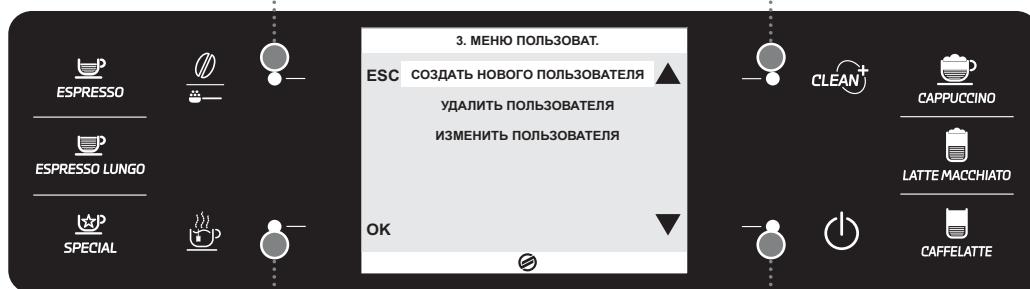 3. МЕНЮ ПОЛЬЗОВАТ.
ESC СОЗДАТЬ НОВОГО ПОЛЬЗОВАТЕЛЯ
УДАЛИТЬ ПОЛЬЗОВАТЕЛЯ
ИЗМЕНИТЬ ПОЛЬЗОВАТЕЛЯ
OK
ESPRESSO
ESPRESSO LUNGO
SPECIAL
CLEAN+
CAPPUCCINO
LATTE MACCHIATO
CAFFELATTE